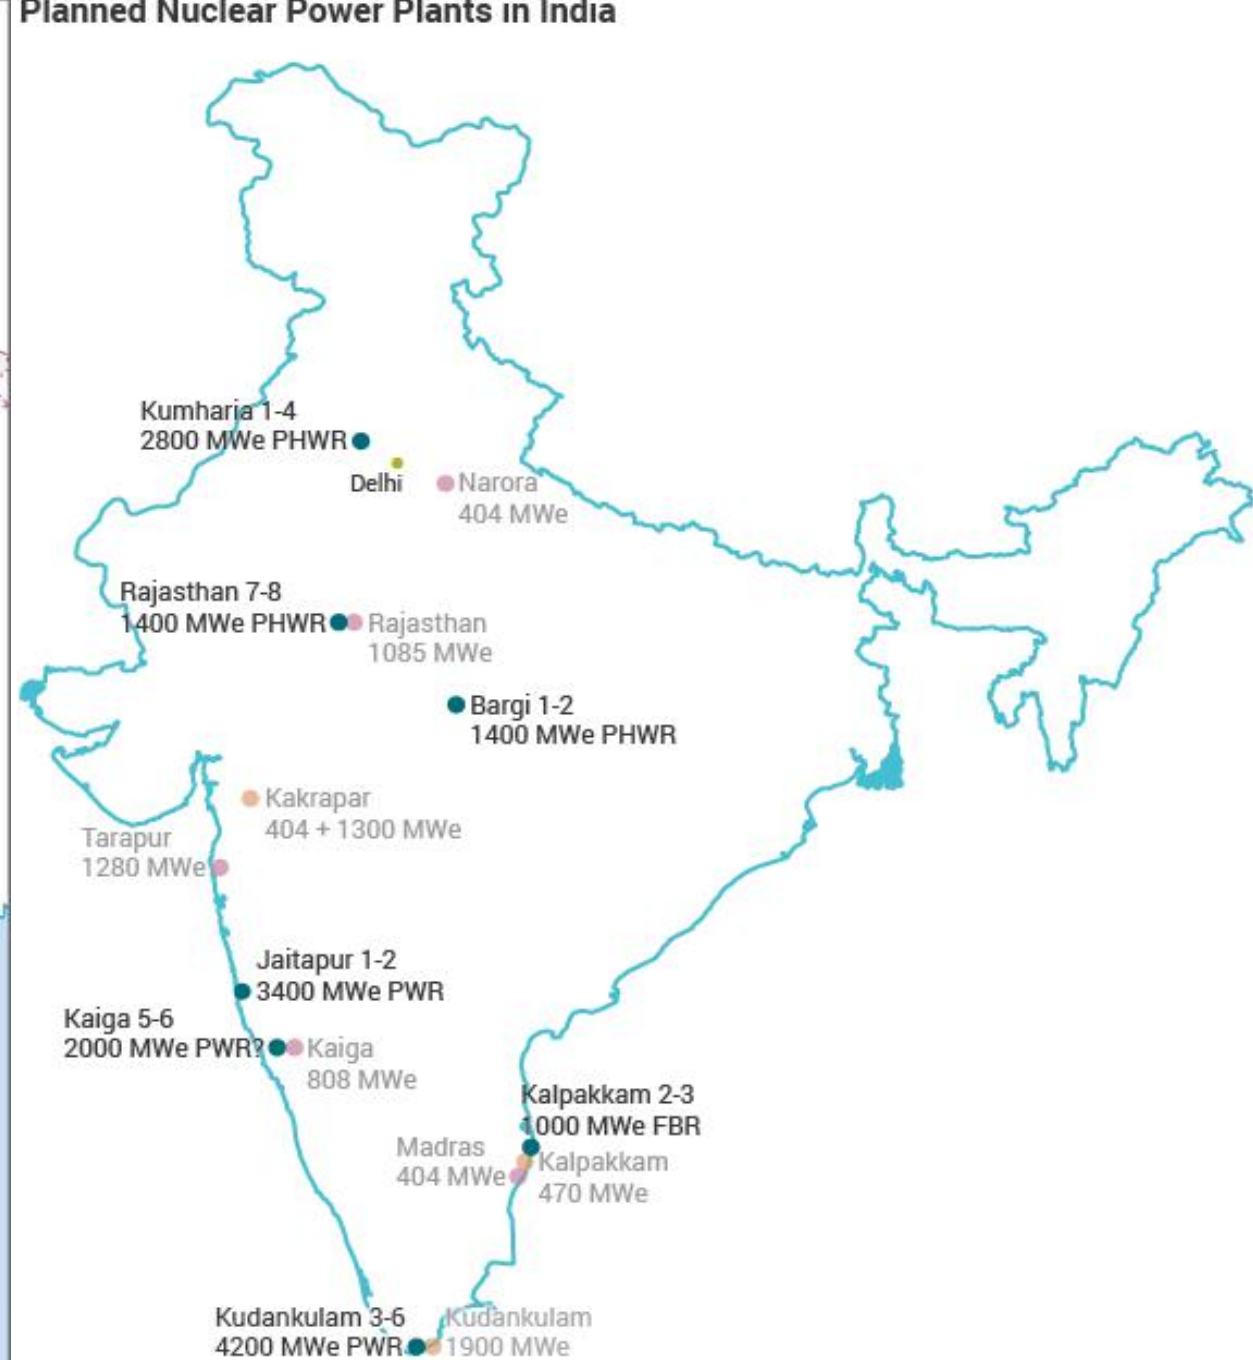 Planned Nuclear Power Plants in India
Kumharia 1-4
2800 MWe PHWR
Delhi
Narora
404 MWe
Rajasthan 7-8
1400 MWe PHWR
Rajasthan
1085 MWe
Bargi 1-2
1400 MWe PHWR
Kakrapar
404 + 1300 MWe
Tarapur
1280 MWe
Jaitapur 1-2
3400 MWe PWR
Kaiga 5-6
2000 MWe PWR?
Kaiga
808 MWe
Kalpakkam 2-3
1000 MWe FBR
Madras
404 MWe
Kalpakkam
470 MWe
Kudankulam 3-6
4200 MWe PWR
Kudankulam
1900 MWe